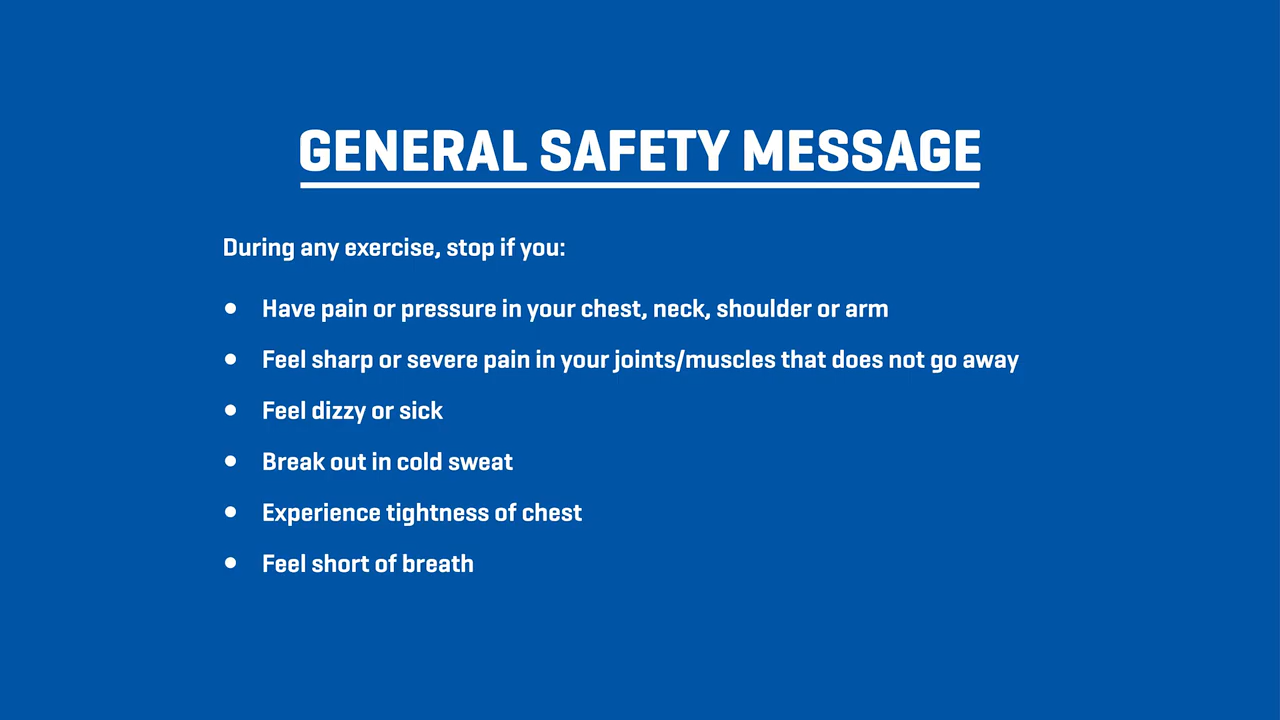 GENERAL SAFETY MESSAGE
During any exercise, stop if you:
• Have pain or pressure in your chest, neck, shoulder or arm
• Feel sharp or severe pain in your joints/muscles that does not go away
• Feel dizzy or sick
• Break out in cold sweat
• Experience tightness of chest
• Feel short of breath